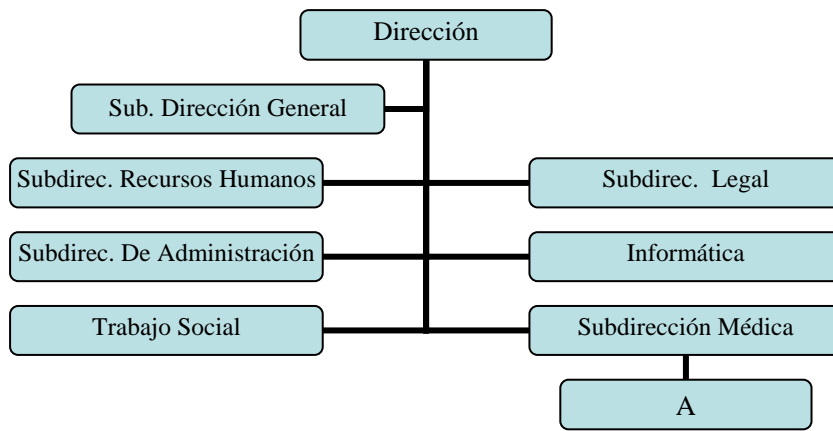 Dirección
Sub. Dirección General
Subdirec. Recursos Humanos
Subdirec. Legal
Subdirec. De Administración
Informática
Trabajo Social
Subdirección Médica
A